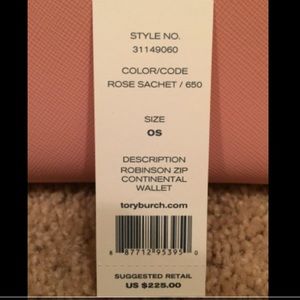 STYLE NO.
31149060
COLOR/CODE
ROSE SACHET / 650
SIZE
OS
DESCRIPTION
ROBINSON ZIP
CONTINENTAL
WALLET
toryburch.com
8 87712 95395 0
SUGGESTED RETAIL
US $225.00